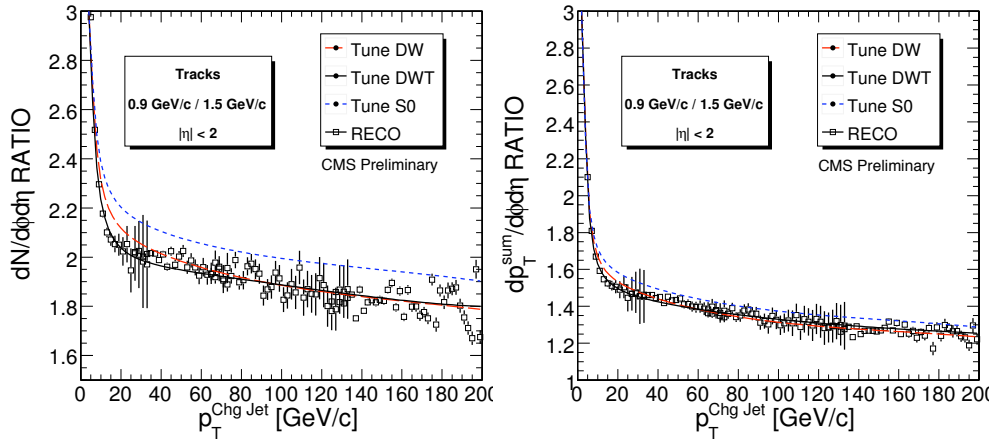 3
2.8
2.6
2.4
2.2
2
1.8
1.6
dN/dφdη RATIO
Tracks
0.9 GeV/c / 1.5 GeV/c
|η| < 2
Tune DW
Tune DWT
Tune S0
RECO
CMS Preliminary
0 20 40 60 80 100 120 140 160 180 200
p_T^Chg Jet [GeV/c]
3
2.8
2.6
2.4
2.2
2
1.8
1.6
1.4
1.2
1
dp_T^sum/dφdη RATIO
Tracks
0.9 GeV/c / 1.5 GeV/c
|η| < 2
Tune DW
Tune DWT
Tune S0
RECO
CMS Preliminary
0 20 40 60 80 100 120 140 160 180 200
p_T^Chg Jet [GeV/c]